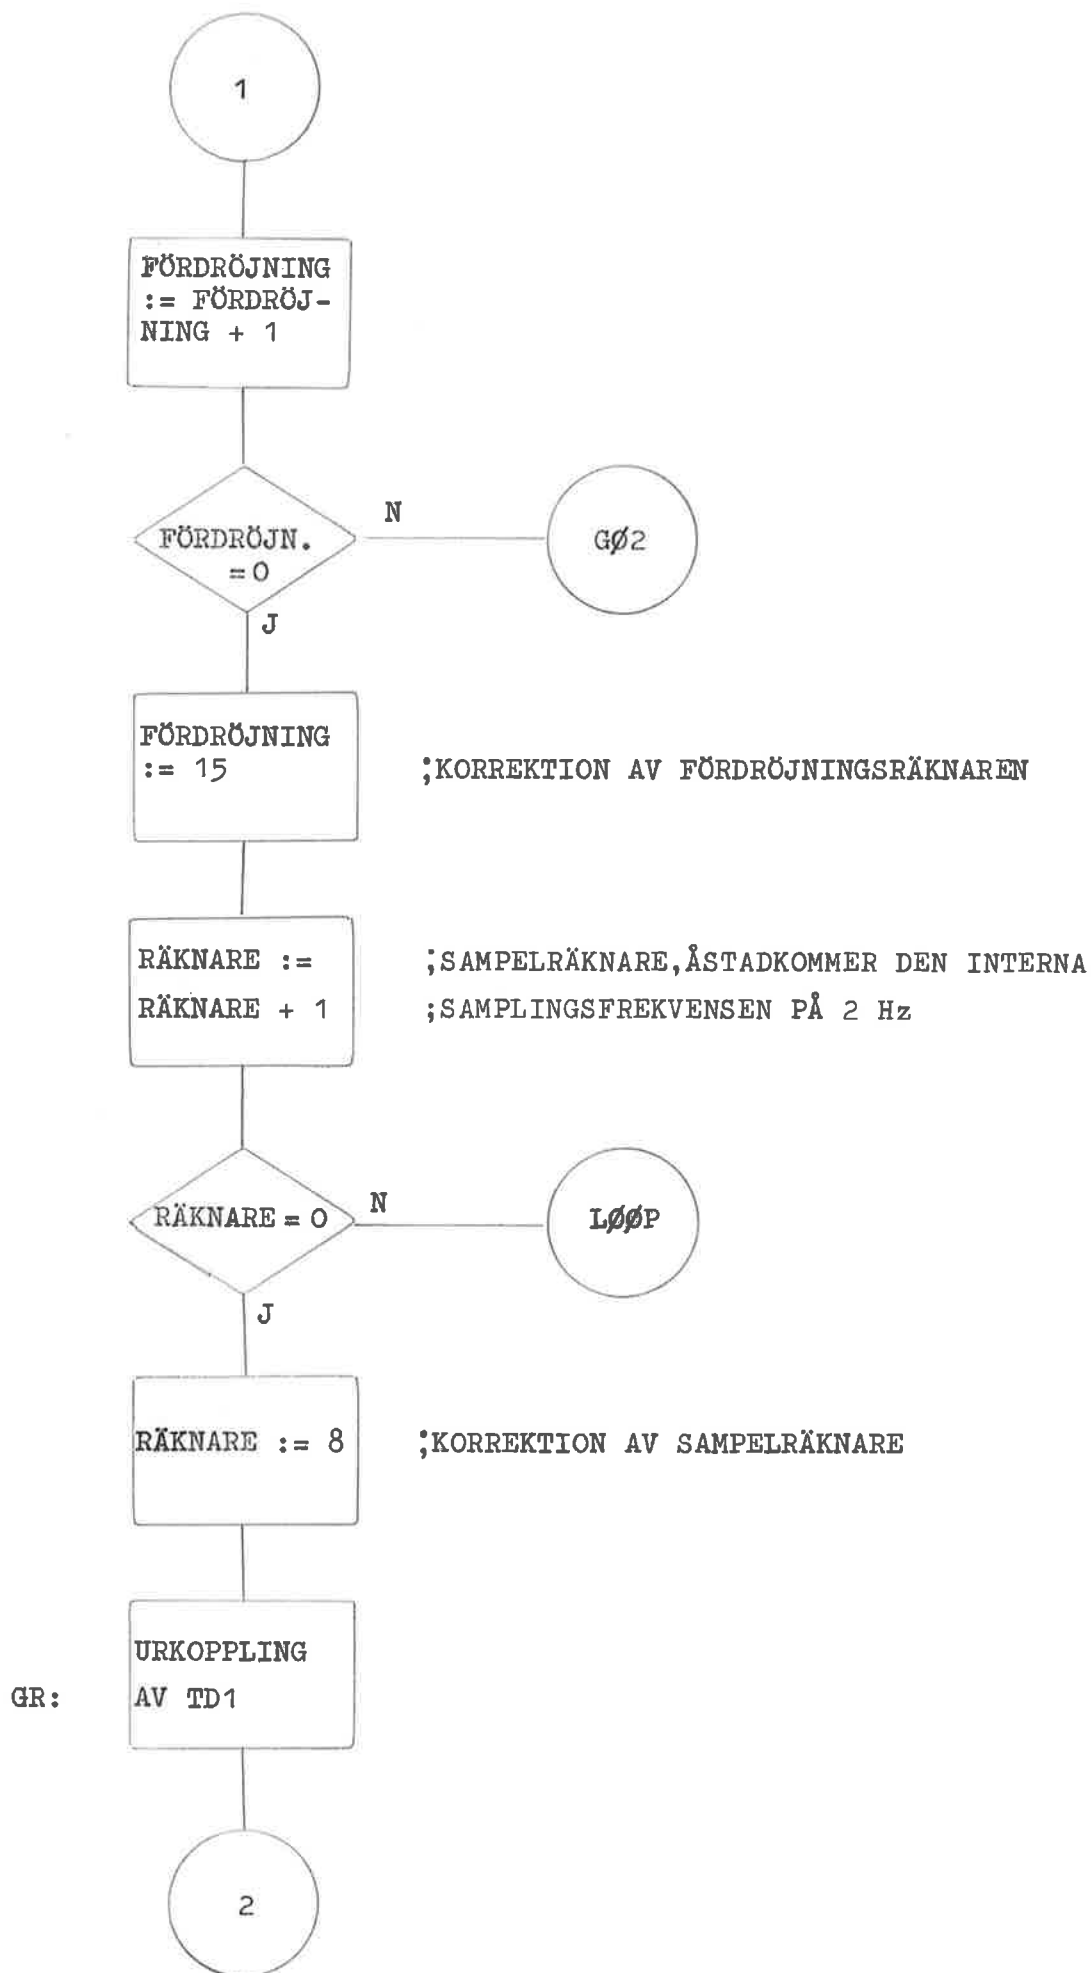 1
FÖRDRÖJNING
:= FÖRDRÖJ-
NING + 1
FÖRDRÖJN.
=0
N
GØ2
J
FÖRDRÖJNING
:= 15
;KORREKTION AV FÖRDRÖJNINGSRÄKNAREN
RÄKNARE :=
RÄKNARE + 1
;SAMPELRÄKNARE,ÅSTADKOMMER DEN INTERNA
;SAMPLINGSFREKVENSEN PÅ 2 Hz
RÄKNARE = 0
N
LØØP
J
RÄKNARE := 8
;KORREKTION AV SAMPELRÄKNARE
GR:
URKOPPLING
AV TD1
2